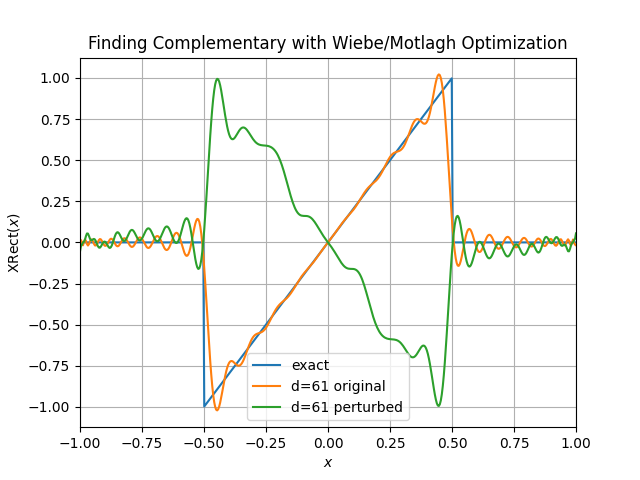 Finding Complementary with Wiebe/Motlagh Optimization
XRect(x)
1.00
0.75
0.50
0.25
0.00
−0.25
−0.50
−0.75
−1.00
exact
d=61 original
d=61 perturbed
−1.00 −0.75 −0.50 −0.25 0.00 0.25 0.50 0.75 1.00
x